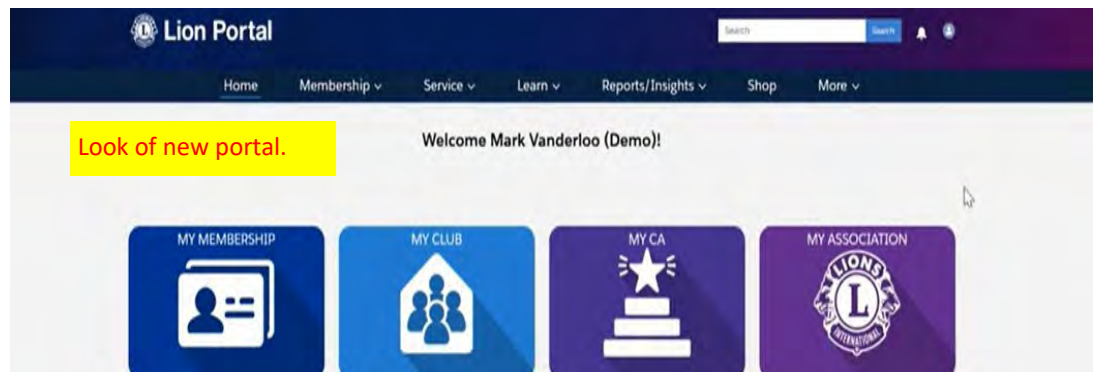 Lion Portal
Search
Search
Home Membership Service Learn Reports/Insights Shop More
Look of new portal.
Welcome Mark Vanderloo (Demo)!
MY MEMBERSHIP
MY CLUB
MY CA
MY ASSOCIATION
LIONS
L
INTERNATIONAL